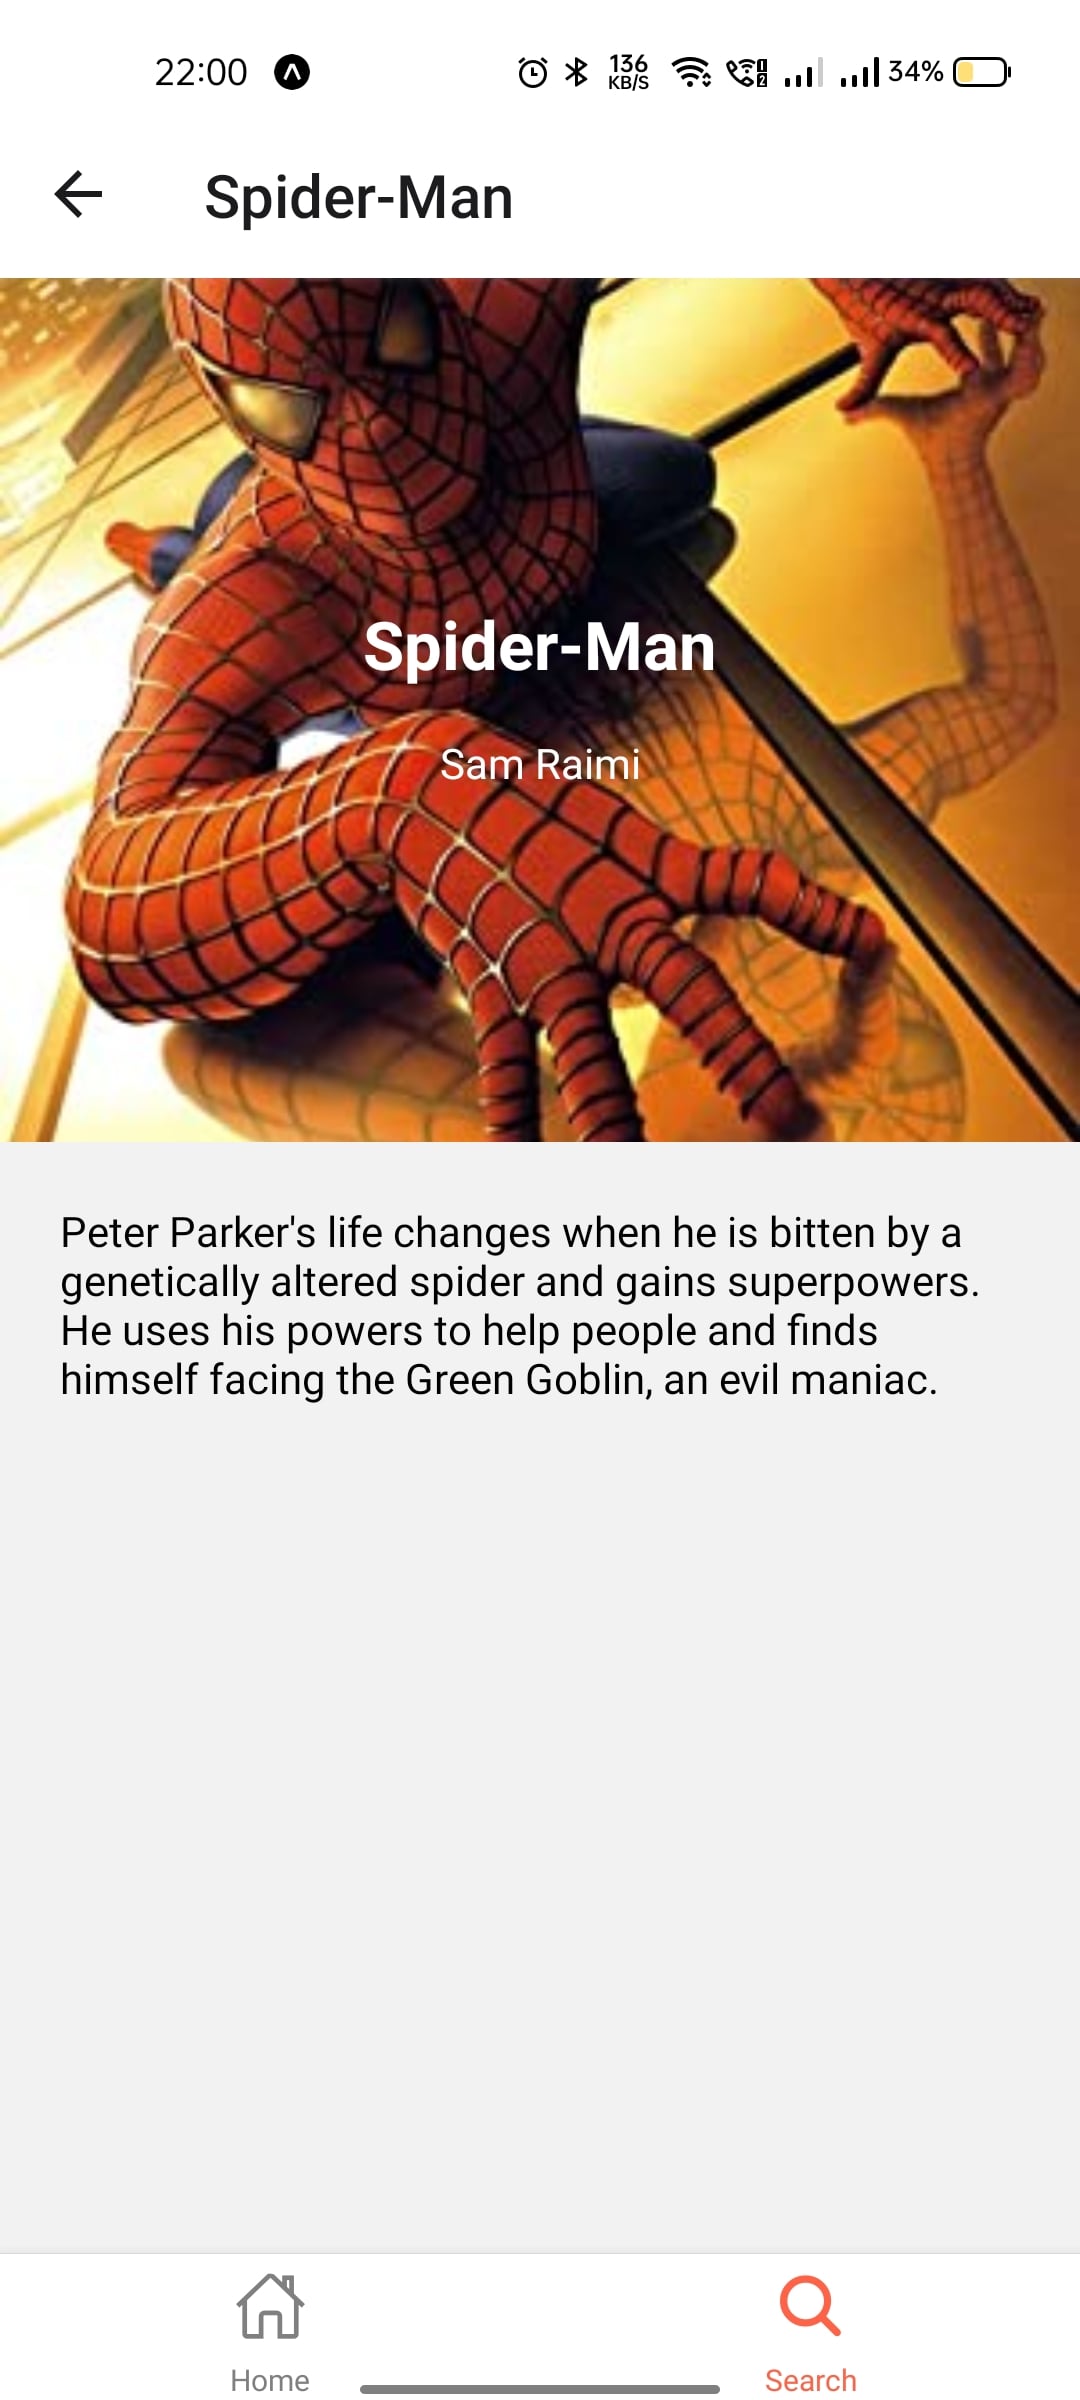 22:00
136
KB/S
1
2
34%
Spider-Man
Spider-Man
Sam Raimi
Peter Parker's life changes when he is bitten by a
genetically altered spider and gains superpowers.
He uses his powers to help people and finds
himself facing the Green Goblin, an evil maniac.
Home
Search